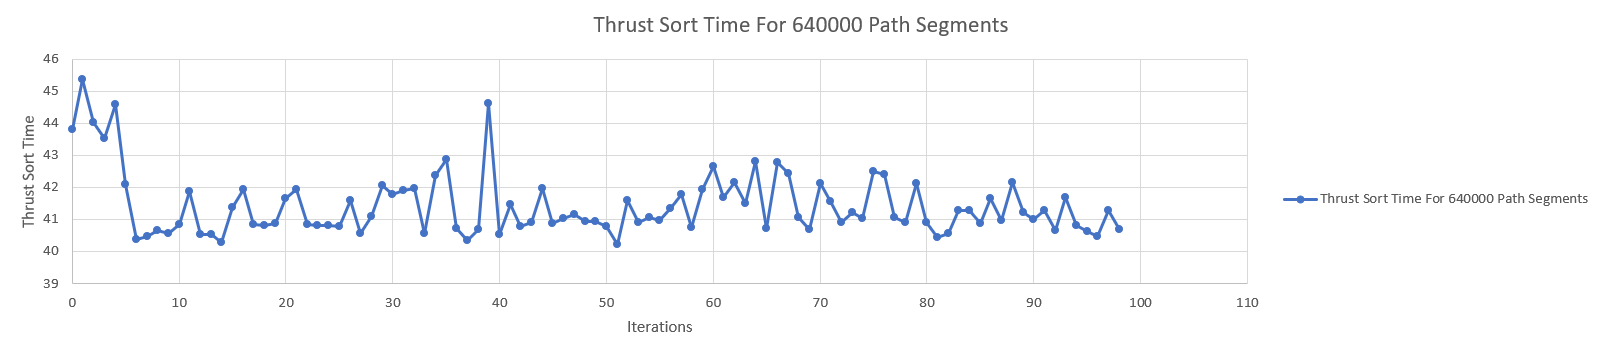 Thrust Sort Time For 640000 Path Segments
46
45
44
43
42
41
40
39
Thrust Sort Time
0 10 20 30 40 50 60 70 80 90 100 110
Iterations
Thrust Sort Time For 640000 Path Segments